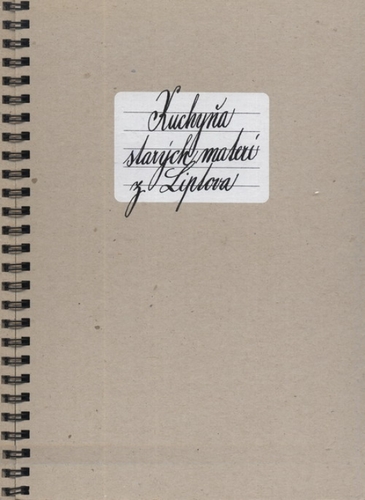 Kuchyňa
starých materí
z Liptova